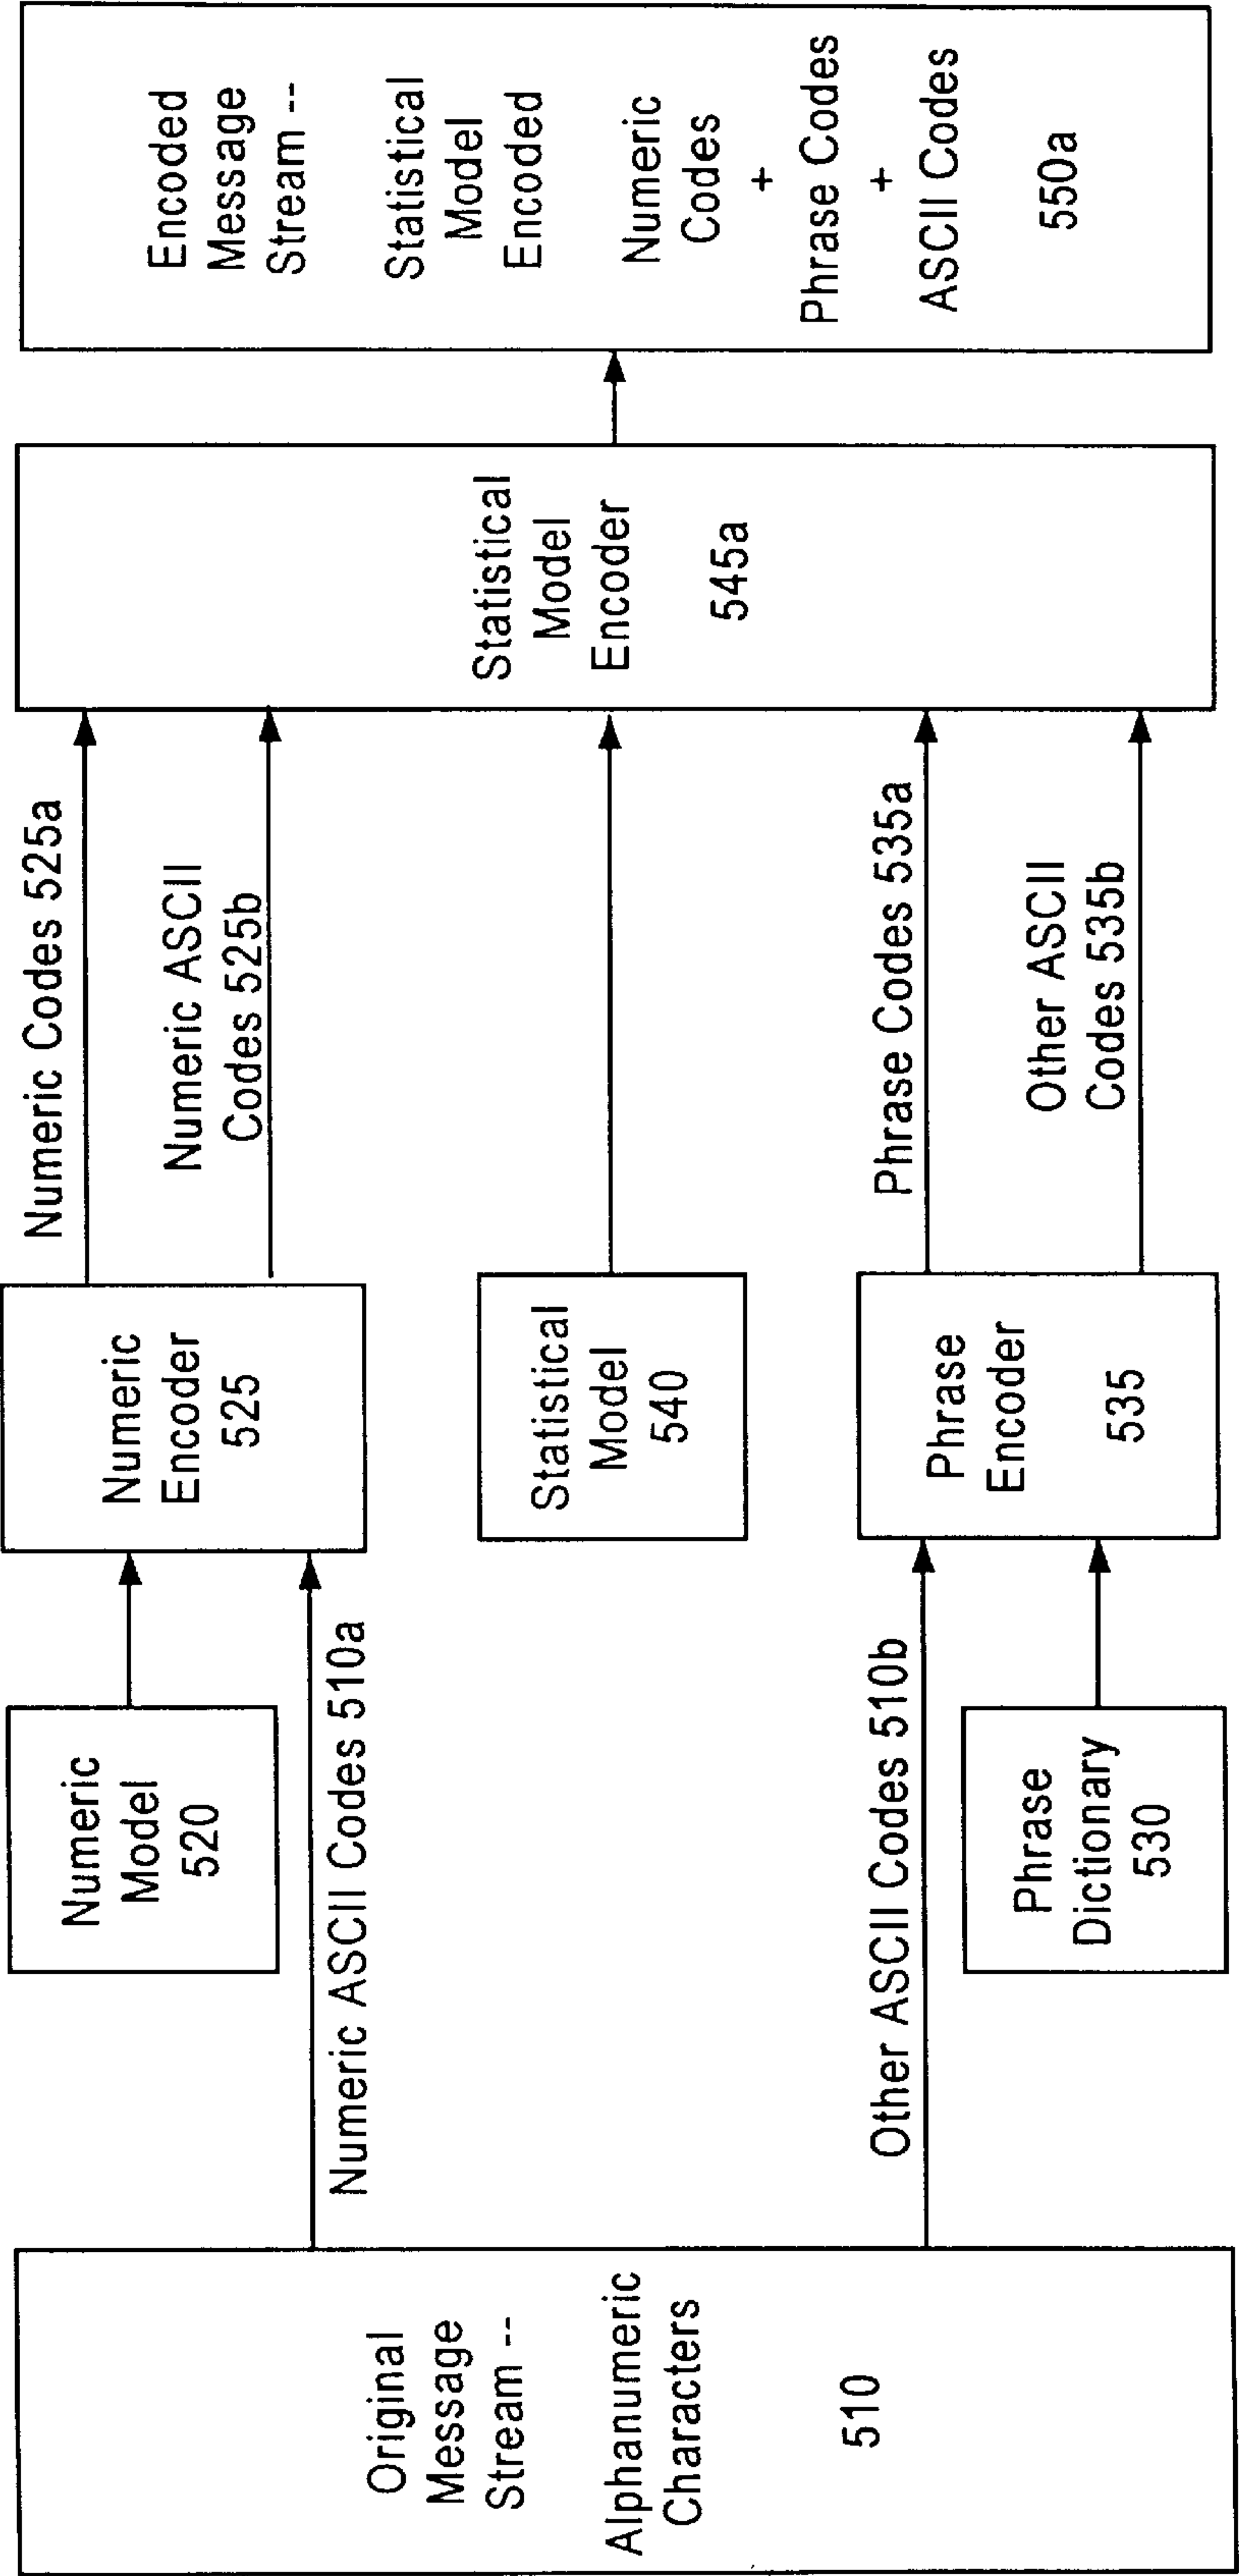 Original
Message
Stream --
Alphanumeric
Characters
510
Numeric ASCII Codes 510a
Other ASCII Codes 510b
Numeric
Model
520
Phrase
Dictionary
530
Numeric
Encoder
525
Statistical
Model
540
Phrase
Encoder
535
Numeric Codes 525a
Numeric ASCII
Codes 525b
Phrase Codes 535a
Other ASCII
Codes 535b
Statistical
Model
Encoder
545a
Encoded
Message
Stream --
Statistical
Model
Encoded
Numeric
Codes
+
Phrase Codes
+
ASCII Codes
550a